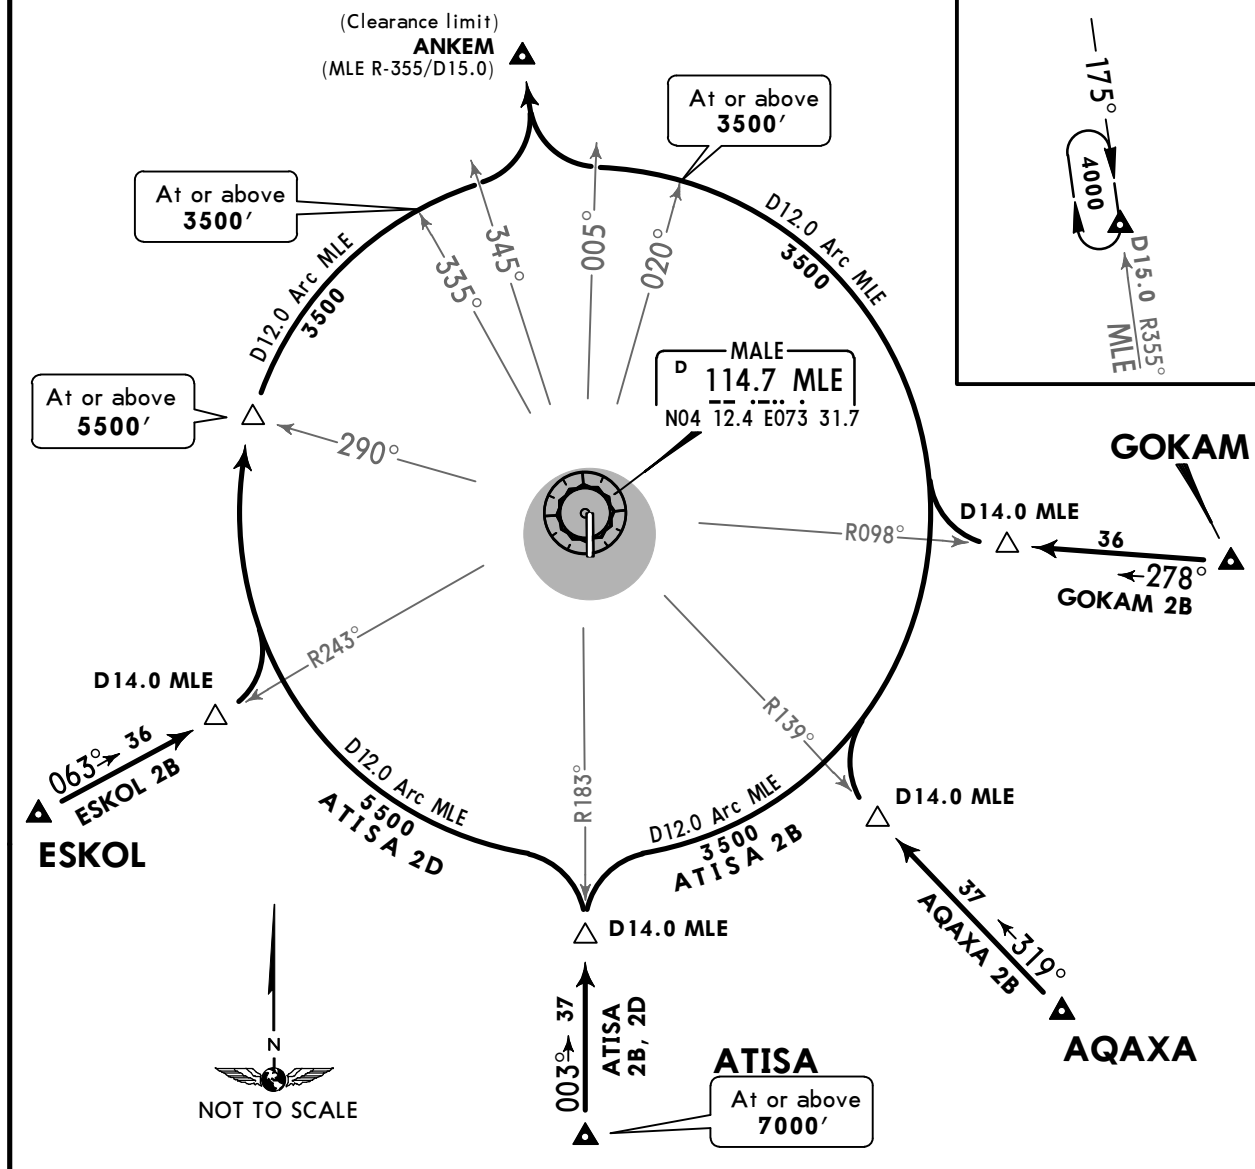 (Clearance limit)
ANKEM
(MLE R-355/D15.0)
At or above
3500′
175°
4000
D15.0 R355°
MLE
At or above
3500′
D12.0 Arc MLE
3500
335°
345°
005°
020°
D12.0 Arc MLE
3500
MALE
D 114.7 MLE
N04 12.4 E073 31.7
At or above
5500′
290°
GOKAM
D14.0 MLE
R098°
36
278°
GOKAM 2B
R243°
D14.0 MLE
063° 36
ESKOL 2B
ESKOL
R139°
R183°
D14.0 MLE
D12.0 Arc MLE
5500
ATISA 2D
D12.0 Arc MLE
3500
ATISA 2B
37
319°
AQAXA 2B
AQAXA
D14.0 MLE
003° 37
ATISA
2B, 2D
ATISA
At or above
7000′
N
NOT TO SCALE